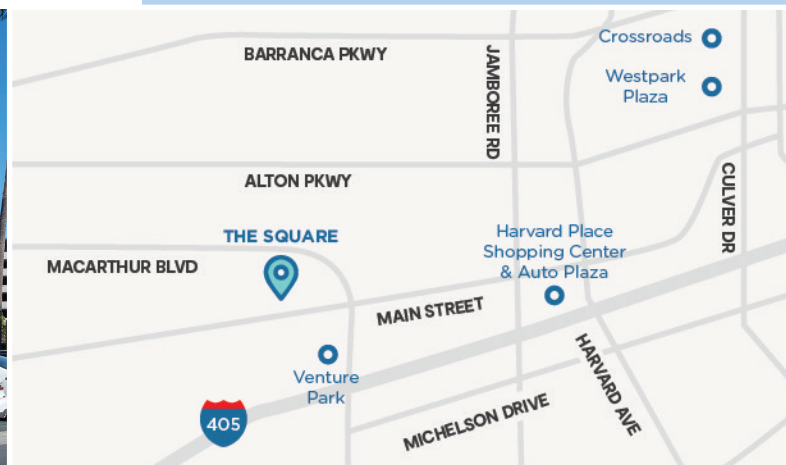 BARRANCA PKWY
JAMBOREE RD
Crossroads
Westpark
Plaza
ALTON PKWY
CULVER DR
THE SQUARE
MACARTHUR BLVD
Harvard Place
Shopping Center
& Auto Plaza
MAIN STREET
Venture
Park
HARVARD AVE
405
MICHELSON DRIVE